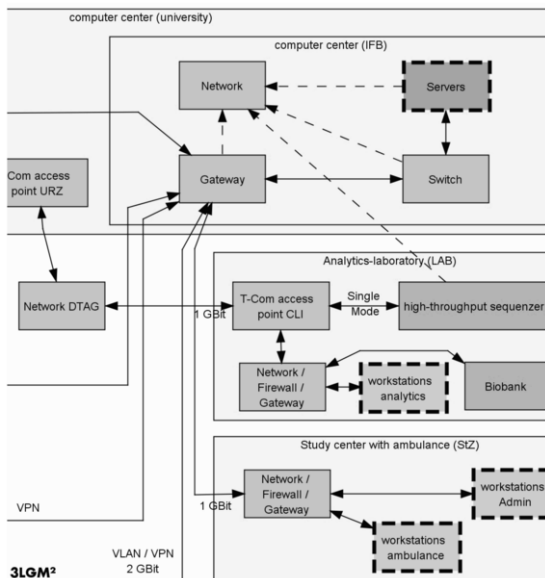 computer center (university)
computer center (IFB)
Network
Servers
Gateway
Switch
Com access
point URZ
Analytics-laboratory (LAB)
Network DTAG
1 GBit
T-Com access
point CLI
Single
Mode
high-throughput sequenzer
Network /
Firewall /
Gateway
workstations
analytics
Biobank
Study center with ambulance (StZ)
Network /
Firewall /
Gateway
workstations
Admin
VPN
1 GBit
workstations
ambulance
VLAN / VPN
2 GBit
3LGM²